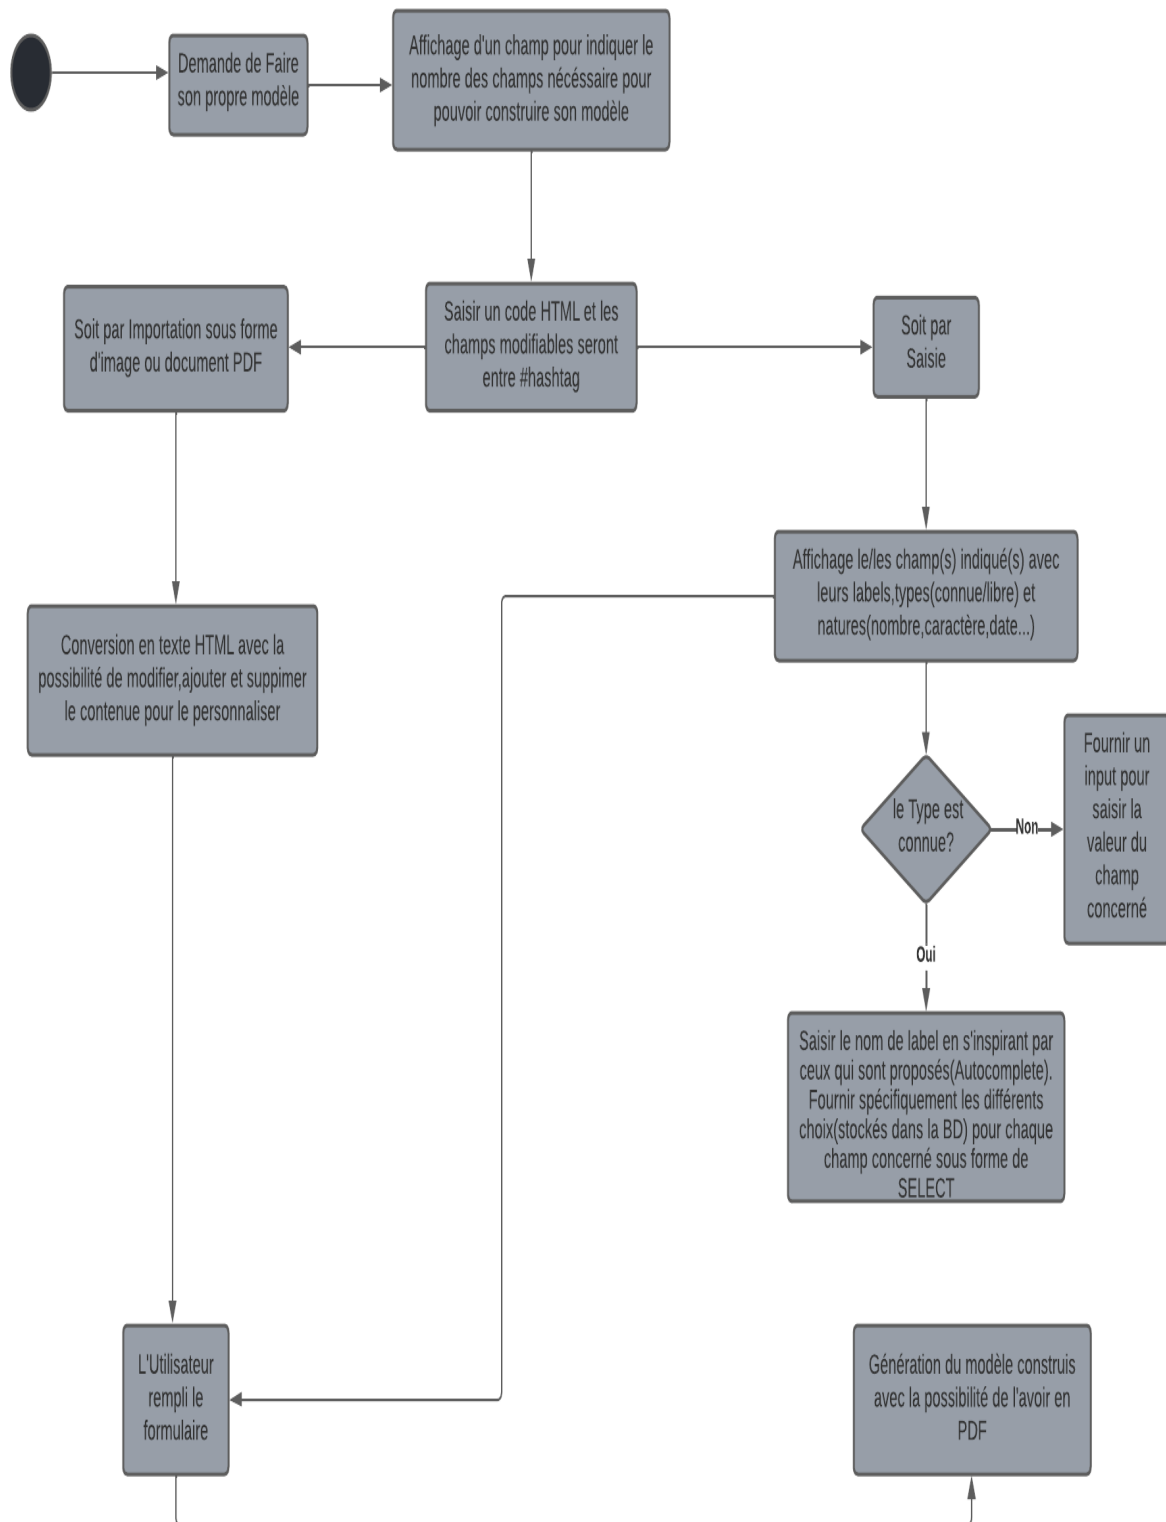 Demande de Faire
son propre modèle
Affichage d'un champ pour indiquer le
nombre des champs nécéssaire pour
pouvoir construire son modèle
Soit par Importation sous forme
d'image ou document PDF
Saisir un code HTML et les
champs modifiables seront
entre #hashtag
Soit par
Saisie
Affichage le/les champ(s) indiqué(s) avec
leurs labels,types(connue/libre) et
natures(nombre,caractère,date...)
Conversion en texte HTML avec la
possibilité de modifier,ajouter et suppimer
le contenue pour le personnaliser
le Type est
connue?
Non
Fournir un
input pour
saisir la
valeur du
champ
concerné
Oui
Saisir le nom de label en s'inspirant par
ceux qui sont proposés(Autocomplete).
Fournir spécifiquement les différents
choix(stockés dans la BD) pour chaque
champ concerné sous forme de
SELECT
L'Utilisateur
rempli le
formulaire
Génération du modèle construis
avec la possibilité de l'avoir en
PDF